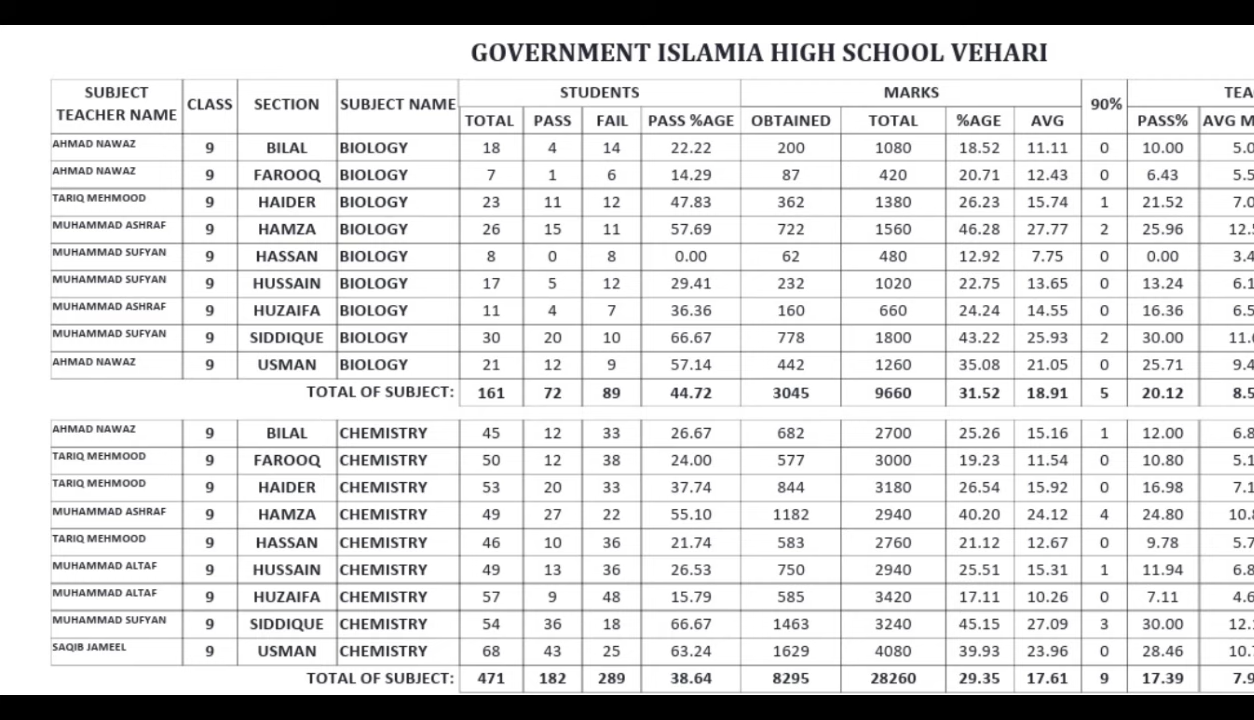 GOVERNMENT ISLAMIA HIGH SCHOOL VEHARI
SUBJECT TEACHER NAME CLASS SECTION SUBJECT NAME STUDENTS MARKS 90% TEA
TOTAL PASS FAIL PASS %AGE OBTAINED TOTAL %AGE AVG PASS% AVG M
AHMAD NAWAZ 9 BILAL BIOLOGY 18 4 14 22.22 200 1080 18.52 11.11 0 10.00 5.0
AHMAD NAWAZ 9 FAROOQ BIOLOGY 7 1 6 14.29 87 420 20.71 12.43 0 6.43 5.5
TARIQ MEHMOOD 9 HAIDER BIOLOGY 23 11 12 47.83 362 1380 26.23 15.74 1 21.52 7.0
MUHAMMAD ASHRAF 9 HAMZA BIOLOGY 26 15 11 57.69 722 1560 46.28 27.77 2 25.96 12.5
MUHAMMAD SUFYAN 9 HASSAN BIOLOGY 8 0 8 0.00 62 480 12.92 7.75 0 0.00 3.4
MUHAMMAD SUFYAN 9 HUSSAIN BIOLOGY 17 5 12 29.41 232 1020 22.75 13.65 0 13.24 6.1
MUHAMMAD ASHRAF 9 HUZAIFA BIOLOGY 11 4 7 36.36 160 660 24.24 14.55 0 16.36 6.5
MUHAMMAD SUFYAN 9 SIDDIQUE BIOLOGY 30 20 10 66.67 778 1800 43.22 25.93 2 30.00 11.
AHMAD NAWAZ 9 USMAN BIOLOGY 21 12 9 57.14 442 1260 35.08 21.05 0 25.71 9.4
TOTAL OF SUBJECT: 161 72 89 44.72 3045 9660 31.52 18.91 5 20.12 8.5
AHMAD NAWAZ 9 BILAL CHEMISTRY 45 12 33 26.67 682 2700 25.26 15.16 1 12.00 6.8
TARIQ MEHMOOD 9 FAROOQ CHEMISTRY 50 12 38 24.00 577 3000 19.23 11.54 0 10.80 5.1
TARIQ MEHMOOD 9 HAIDER CHEMISTRY 53 20 33 37.74 844 3180 26.54 15.92 0 16.98 7.1
MUHAMMAD ASHRAF 9 HAMZA CHEMISTRY 49 27 22 55.10 1182 2940 40.20 24.12 4 24.80 10.8
TARIQ MEHMOOD 9 HASSAN CHEMISTRY 46 10 36 21.74 583 2760 21.12 12.67 0 9.78 5.7
MUHAMMAD ALTAF 9 HUSSAIN CHEMISTRY 49 13 36 26.53 750 2940 25.51 15.31 1 11.94 6.8
MUHAMMAD ALTAF 9 HUZAIFA CHEMISTRY 57 9 48 15.79 585 3420 17.11 10.26 0 7.11 4.6
MUHAMMAD SUFYAN 9 SIDDIQUE CHEMISTRY 54 36 18 66.67 1463 3240 45.15 27.09 3 30.00 12.
SAQIB JAMEEL 9 USMAN CHEMISTRY 68 43 25 63.24 1629 4080 39.93 23.96 0 28.46 10.
TOTAL OF SUBJECT: 471 182 289 38.64 8295 28260 29.35 17.61 9 17.39 7.9